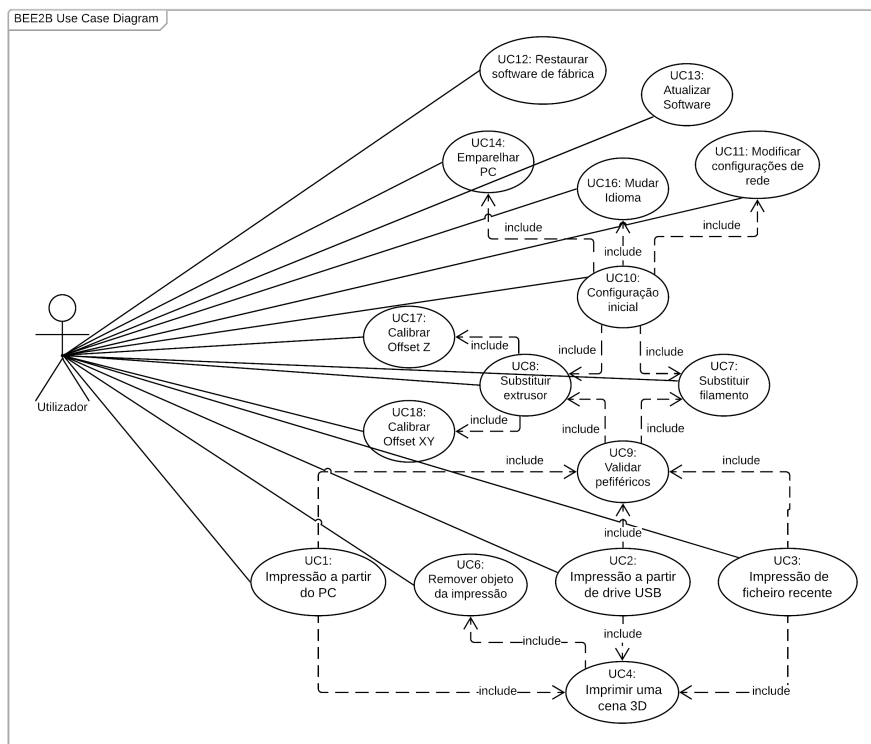 BEE2B Use Case Diagram
UC12: Restaurar
software de fábrica
UC13:
Atualizar
Software
UC14:
Emparelhar
PC
UC16: Mudar
Idioma
UC11: Modificar
configurações de
rede
include
include
include
UC10:
Configuração
inicial
UC17:
Calibrar
Offset Z
include
include
include
UC8:
Substituir
extrusor
UC7:
Substituir
filamento
Utilizador
UC18:
Calibrar
Offset XY
include
include
include
UC9:
Validar
pefiféricos
include
include
include
UC1:
Impressão a partir
do PC
UC6:
Remover objeto
da impressão
UC2:
Impressão a partir
de drive USB
UC3:
Impressão de
ficheiro recente
include
include
include
include
UC4:
Imprimir uma
cena 3D